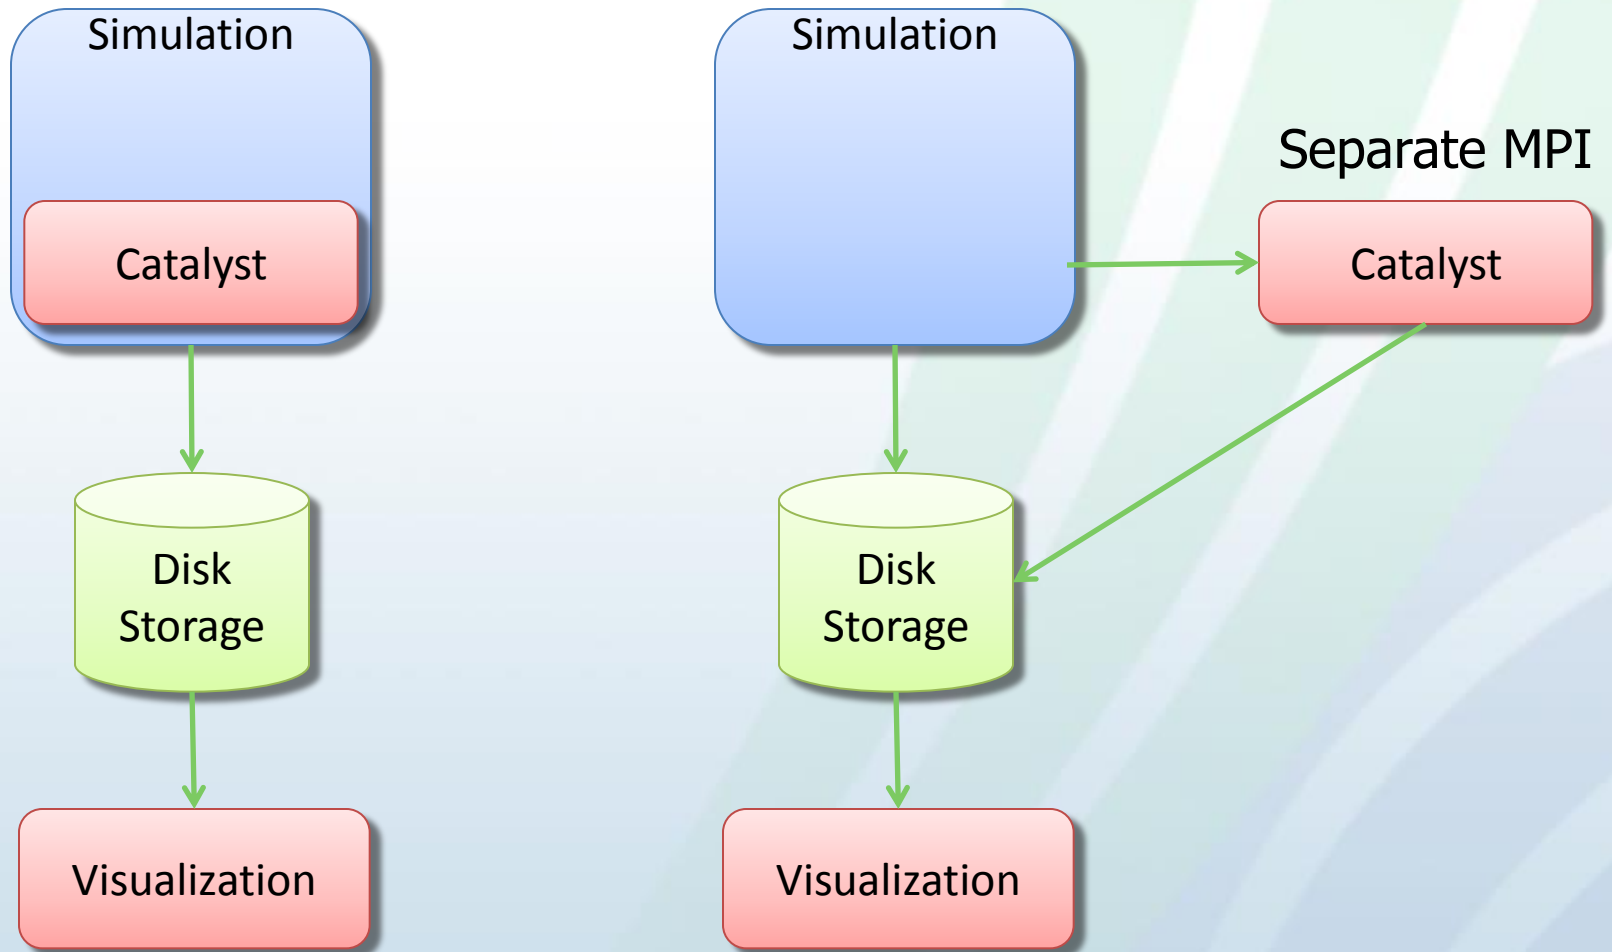 Simulation
Catalyst
Disk
Storage
Visualization
Simulation
Separate MPI
Catalyst
Disk
Storage
Visualization